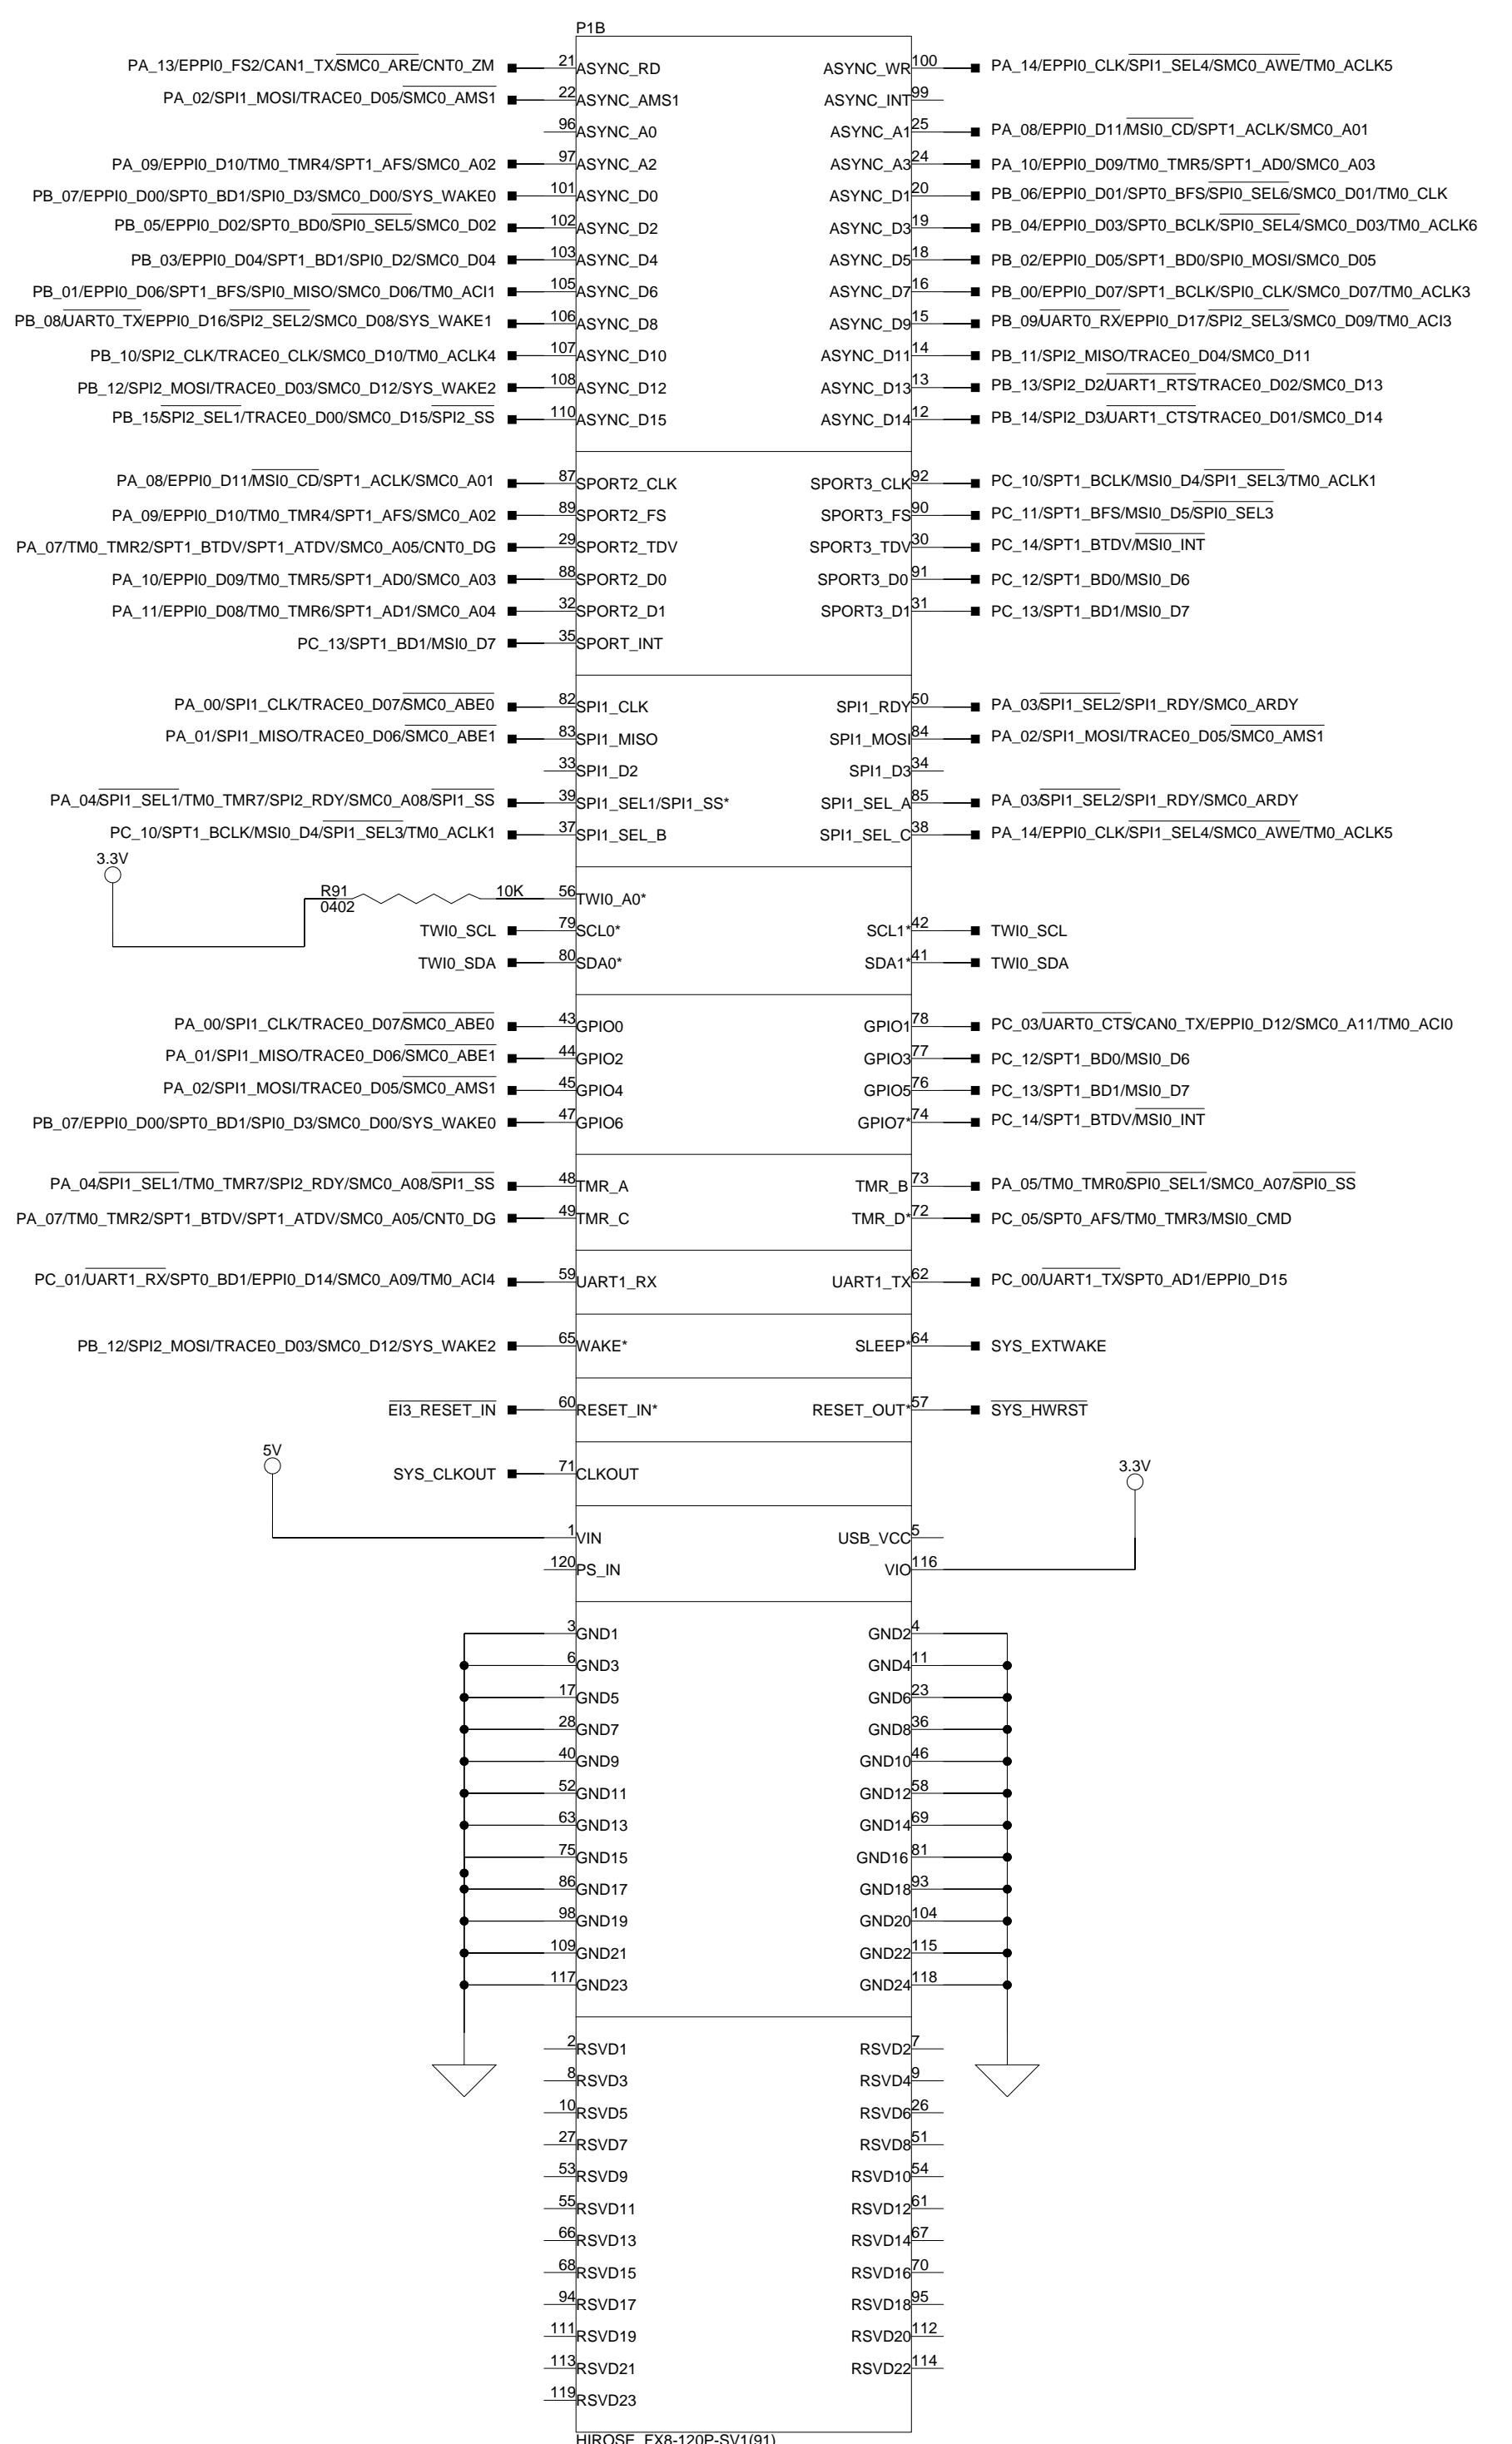 P1B
PA_13/EPPI0_FS2/CAN1_TX/SMC0_ARE/CNT0_ZM 21 ASYNC_RD ASYNC_WR 100 PA_14/EPPI0_CLK/SPI1_SEL4/SMC0_AWE/TM0_ACLK5
PA_02/SPI1_MOSI/TRACE0_D05/SMC0_AMS1 22 ASYNC_AMS1 ASYNC_INT 99
96 ASYNC_A0 ASYNC_A1 25 PA_08/EPPI0_D11/MSI0_CD/SPT1_ACLK/SMC0_A01
PA_09/EPPI0_D10/TM0_TMR4/SPT1_AFS/SMC0_A02 97 ASYNC_A2 ASYNC_A3 24 PA_10/EPPI0_D09/TM0_TMR5/SPT1_AD0/SMC0_A03
PB_07/EPPI0_D00/SPT0_BD1/SPI0_D3/SMC0_D00/SYS_WAKE0 101 ASYNC_D0 ASYNC_D1 20 PB_06/EPPI0_D01/SPT0_BFS/SPI0_SEL6/SMC0_D01/TM0_CLK
PB_05/EPPI0_D02/SPT0_BD0/SPI0_SEL5/SMC0_D02 102 ASYNC_D2 ASYNC_D3 19 PB_04/EPPI0_D03/SPT0_BCLK/SPI0_SEL4/SMC0_D03/TM0_ACLK6
PB_03/EPPI0_D04/SPT1_BD1/SPI0_D2/SMC0_D04 103 ASYNC_D4 ASYNC_D5 18 PB_02/EPPI0_D05/SPT1_BD0/SPI0_MOSI/SMC0_D05
PB_01/EPPI0_D06/SPT1_BFS/SPI0_MISO/SMC0_D06/TM0_ACI1 105 ASYNC_D6 ASYNC_D7 16 PB_00/EPPI0_D07/SPT1_BCLK/SPI0_CLK/SMC0_D07/TM0_ACLK3
PB_08/UART0_TX/EPPI0_D16/SPI2_SEL2/SMC0_D08/SYS_WAKE1 106 ASYNC_D8 ASYNC_D9 15 PB_09/UART0_RX/EPPI0_D17/SPI2_SEL3/SMC0_D09/TM0_ACI3
PB_10/SPI2_CLK/TRACE0_CLK/SMC0_D10/TM0_ACLK4 107 ASYNC_D10 ASYNC_D11 14 PB_11/SPI2_MISO/TRACE0_D04/SMC0_D11
PB_12/SPI2_MOSI/TRACE0_D03/SMC0_D12/SYS_WAKE2 108 ASYNC_D12 ASYNC_D13 13 PB_13/SPI2_D2/UART1_RTS/TRACE0_D02/SMC0_D13
PB_15/SPI2_SEL1/TRACE0_D00/SMC0_D15/SPI2_SS 110 ASYNC_D15 ASYNC_D14 12 PB_14/SPI2_D3/UART1_CTS/TRACE0_D01/SMC0_D14
PA_08/EPPI0_D11/MSI0_CD/SPT1_ACLK/SMC0_A01 87 SPORT2_CLK SPORT3_CLK 92 PC_10/SPT1_BCLK/MSI0_D4/SPI1_SEL3/TM0_ACLK1
PA_09/EPPI0_D10/TM0_TMR4/SPT1_AFS/SMC0_A02 89 SPORT2_FS SPORT3_FS 90 PC_11/SPT1_BFS/MSI0_D5/SPI0_SEL3
PA_07/TM0_TMR2/SPT1_BTDV/SPT1_ATDV/SMC0_A05/CNT0_DG 29 SPORT2_TDV SPORT3_TDV 30 PC_14/SPT1_BTDV/MSI0_INT
PA_10/EPPI0_D09/TM0_TMR5/SPT1_AD0/SMC0_A03 88 SPORT2_D0 SPORT3_D0 91 PC_12/SPT1_BD0/MSI0_D6
PA_11/EPPI0_D08/TM0_TMR6/SPT1_AD1/SMC0_A04 32 SPORT2_D1 SPORT3_D1 31 PC_13/SPT1_BD1/MSI0_D7
PC_13/SPT1_BD1/MSI0_D7 35 SPORT_INT
PA_00/SPI1_CLK/TRACE0_D07/SMC0_ABE0 82 SPI1_CLK SPI1_RDY 50 PA_03/SPI1_SEL2/SPI1_RDY/SMC0_ARDY
PA_01/SPI1_MISO/TRACE0_D06/SMC0_ABE1 83 SPI1_MISO SPI1_MOSI 84 PA_02/SPI1_MOSI/TRACE0_D05/SMC0_AMS1
33 SPI1_D2 SPI1_D3 34
PA_04/SPI1_SEL1/TM0_TMR7/SPI2_RDY/SMC0_A08/SPI1_SS 39 SPI1_SEL1/SPI1_SS* SPI1_SEL_A 85 PA_03/SPI1_SEL2/SPI1_RDY/SMC0_ARDY
PC_10/SPT1_BCLK/MSI0_D4/SPI1_SEL3/TM0_ACLK1 37 SPI1_SEL_B SPI1_SEL_C 38 PA_14/EPPI0_CLK/SPI1_SEL4/SMC0_AWE/TM0_ACLK5
3.3V
R91 10K 56 TWI0_A0*
0402
TWI0_SCL 79 SCL0* SCL1* 42 TWI0_SCL
TWI0_SDA 80 SDA0* SDA1* 41 TWI0_SDA
PA_00/SPI1_CLK/TRACE0_D07/SMC0_ABE0 43 GPIO0 GPIO1 78 PC_03/UART0_CTS/CAN0_TX/EPPI0_D12/SMC0_A11/TM0_ACI0
PA_01/SPI1_MISO/TRACE0_D06/SMC0_ABE1 44 GPIO2 GPIO3 77 PC_12/SPT1_BD0/MSI0_D6
PA_02/SPI1_MOSI/TRACE0_D05/SMC0_AMS1 45 GPIO4 GPIO5 76 PC_13/SPT1_BD1/MSI0_D7
PB_07/EPPI0_D00/SPT0_BD1/SPI0_D3/SMC0_D00/SYS_WAKE0 47 GPIO6 GPIO7* 74 PC_14/SPT1_BTDV/MSI0_INT
PA_04/SPI1_SEL1/TM0_TMR7/SPI2_RDY/SMC0_A08/SPI1_SS 48 TMR_A TMR_B 73 PA_05/TM0_TMR0/SPI0_SEL1/SMC0_A07/SPI0_SS
PA_07/TM0_TMR2/SPT1_BTDV/SPT1_ATDV/SMC0_A05/CNT0_DG 49 TMR_C TMR_D* 72 PC_05/SPT0_AFS/TM0_TMR3/MSI0_CMD
PC_01/UART1_RX/SPT0_BD1/EPPI0_D14/SMC0_A09/TM0_ACI4 59 UART1_RX UART1_TX 62 PC_00/UART1_TX/SPT0_AD1/EPPI0_D15
PB_12/SPI2_MOSI/TRACE0_D03/SMC0_D12/SYS_WAKE2 65 WAKE* SLEEP* 64 SYS_EXTWAKE
EI3_RESET_IN 60 RESET_IN* RESET_OUT* 57 SYS_HWRST
5V
SYS_CLKOUT 71 CLKOUT
3.3V
1 VIN USB_VCC 5
120 PS_IN VIO 116
3 GND1 GND2 4
6 GND3 GND4 11
17 GND5 GND6 23
28 GND7 GND8 36
40 GND9 GND10 46
52 GND11 GND12 58
63 GND13 GND14 69
75 GND15 GND16 81
86 GND17 GND18 93
98 GND19 GND20 104
109 GND21 GND22 115
117 GND23 GND24 118
2 RSVD1 RSVD2 7
8 RSVD3 RSVD4 9
10 RSVD5 RSVD6 26
27 RSVD7 RSVD8 51
53 RSVD9 RSVD10 54
55 RSVD11 RSVD12 61
66 RSVD13 RSVD14 67
68 RSVD15 RSVD16 70
94 RSVD17 RSVD18 95
111 RSVD19 RSVD20 112
113 RSVD21 RSVD22 114
119 RSVD23
HIROSE_FX8-120P-SV1(91)